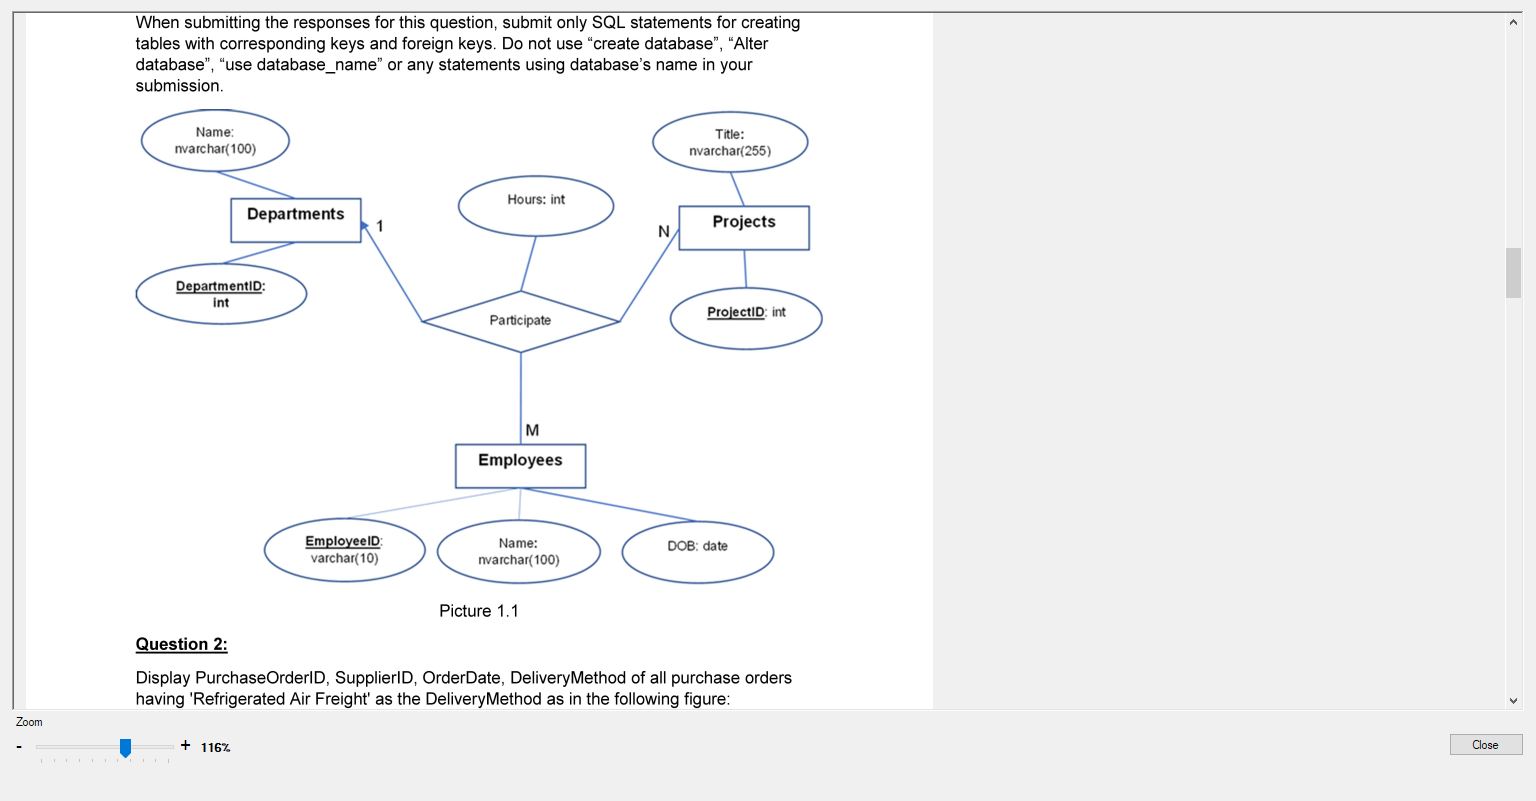 When submitting the responses for this question, submit only SQL statements for creating
tables with corresponding keys and foreign keys. Do not use “create database”, “Alter
database”, “use database_name” or any statements using database’s name in your
submission.
Name:
nvarchar(100)
Title:
nvarchar(255)
Hours: int
Departments
1
N
Projects
DepartmentID:
int
Participate
ProjectID: int
M
Employees
EmployeeID:
varchar(10)
Name:
nvarchar(100)
DOB: date
Picture 1.1
Question 2:
Display PurchaseOrderID, SupplierID, OrderDate, DeliveryMethod of all purchase orders
having 'Refrigerated Air Freight' as the DeliveryMethod as in the following figure:
Zoom
- + 116%
Close